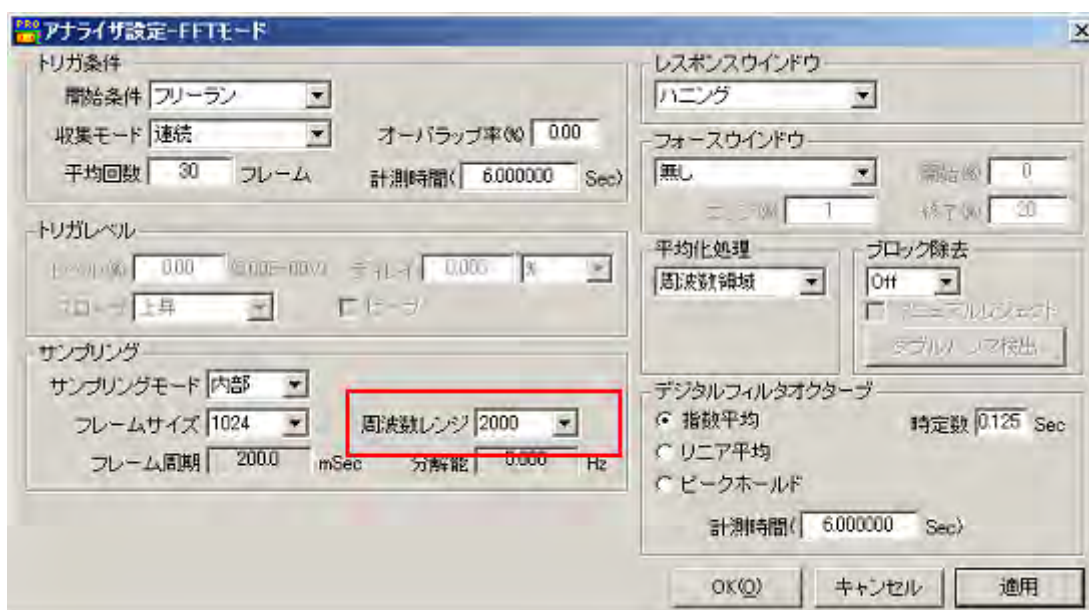 アナライザ設定-FFTモード
トリガ条件
開始条件 フリーラン
収集モード 連続 オーバラップ率(%) 0.00
平均回数 30 フレーム 計測時間( 6.000000 Sec)
トリガレベル
レベル(%) 0.00 ディレイ 0.000 %
スロープ 上昇
サンプリング
サンプリングモード 内部
フレームサイズ 1024 周波数レンジ 2000
フレーム周期 200.0 mSec 分解能 Hz
レスポンスウインドウ
ハニング
フォースウインドウ
無し 開始(%) 0
1 終了(%) 20
平均化処理
周波数領域
ブロック除去
Off
マニュアルリジェクト
デジタルフィルタオクターブ
指数平均 時定数 0.125 Sec
リニア平均
ピークホールド
計測時間( 6.000000 Sec)
OK(O) キャンセル 適用